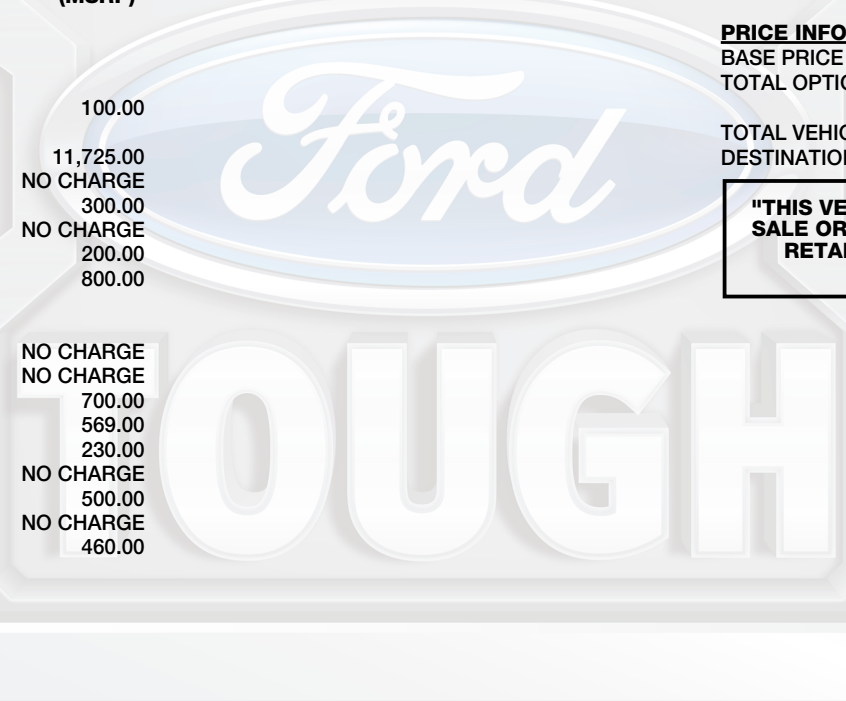 (MSRP)
100.00
11,725.00
NO CHARGE
300.00
NO CHARGE
200.00
800.00
NO CHARGE
NO CHARGE
700.00
569.00
230.00
NO CHARGE
500.00
NO CHARGE
460.00
PRICE INFO
BASE PRICE
TOTAL OPTIO
TOTAL VEHIC
DESTINATION
"THIS VE
SALE OR
RETAI
Ford
TOUGH